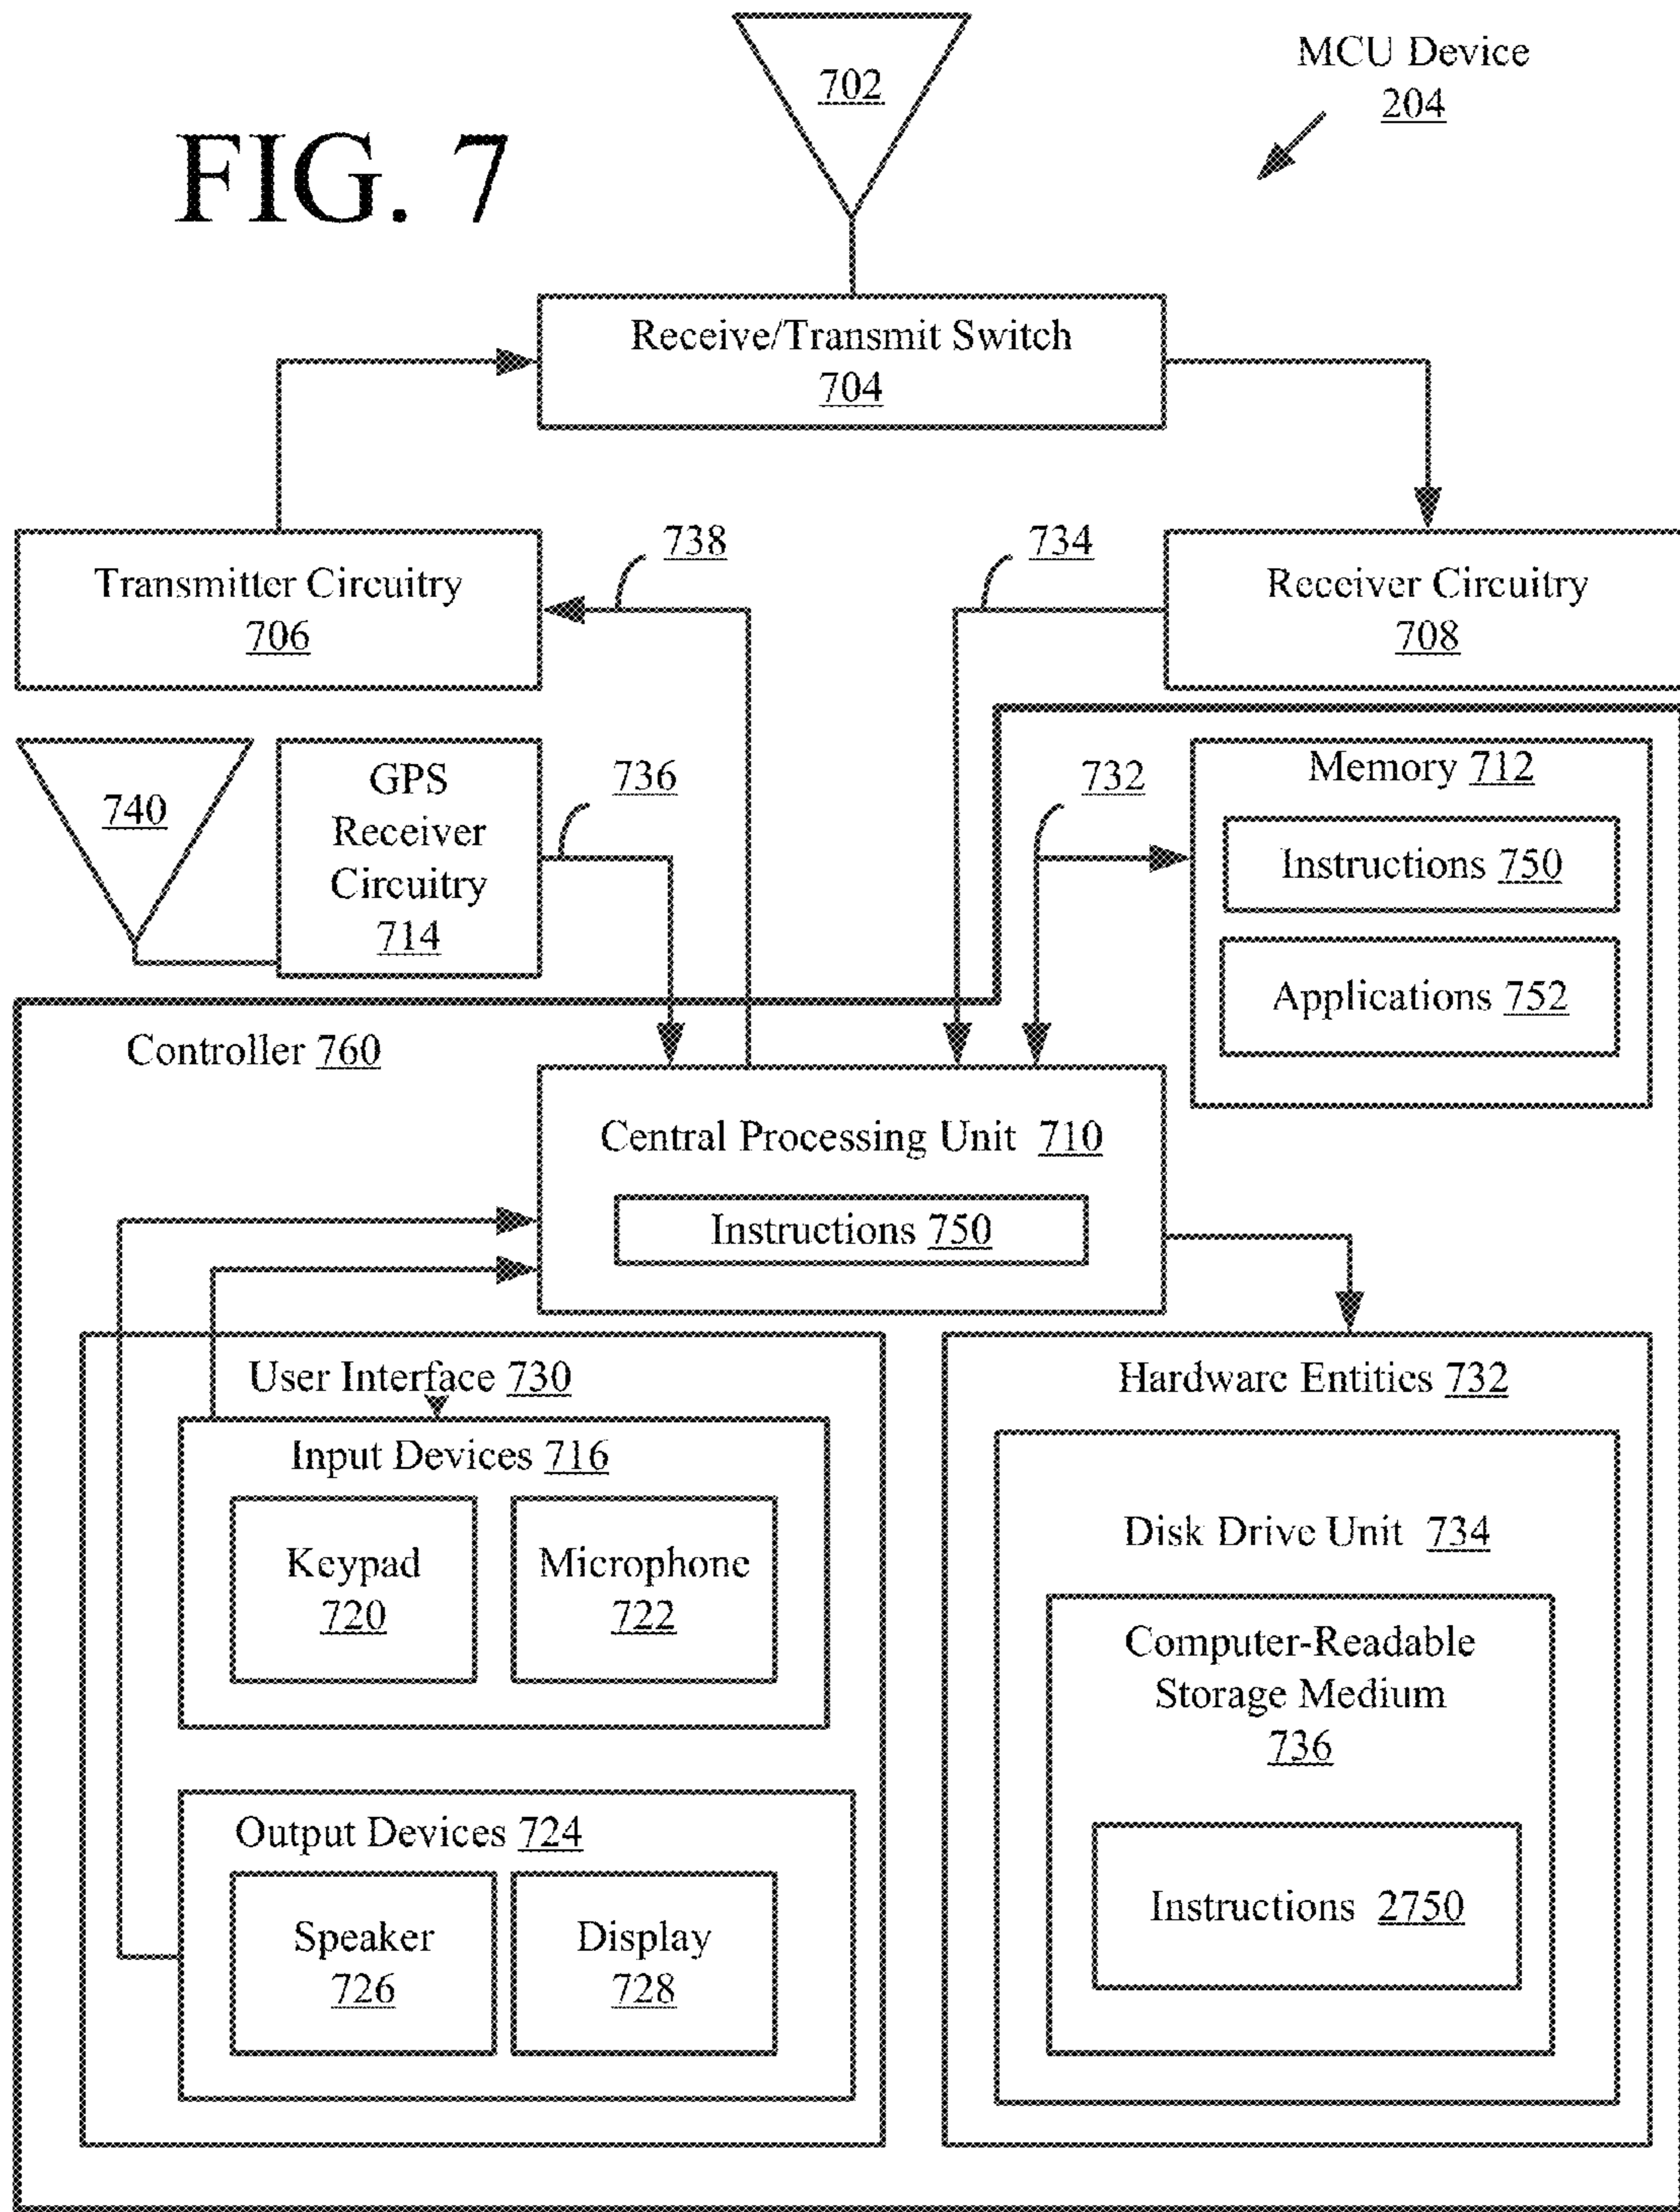 702
MCU Device
204
FIG. 7
Receive/Transmit Switch
704
738
734
Transmitter Circuitry
706
Receiver Circuitry
708
740
GPS
Receiver
Circuitry
714
736
732
Memory 712
Instructions 750
Applications 752
Controller 760
Central Processing Unit 710
Instructions 750
User Interface 730
Input Devices 716
Keypad
720
Microphone
722
Output Devices 724
Speaker
726
Display
728
Hardware Entities 732
Disk Drive Unit 734
Computer-Readable
Storage Medium
736
Instructions 2750